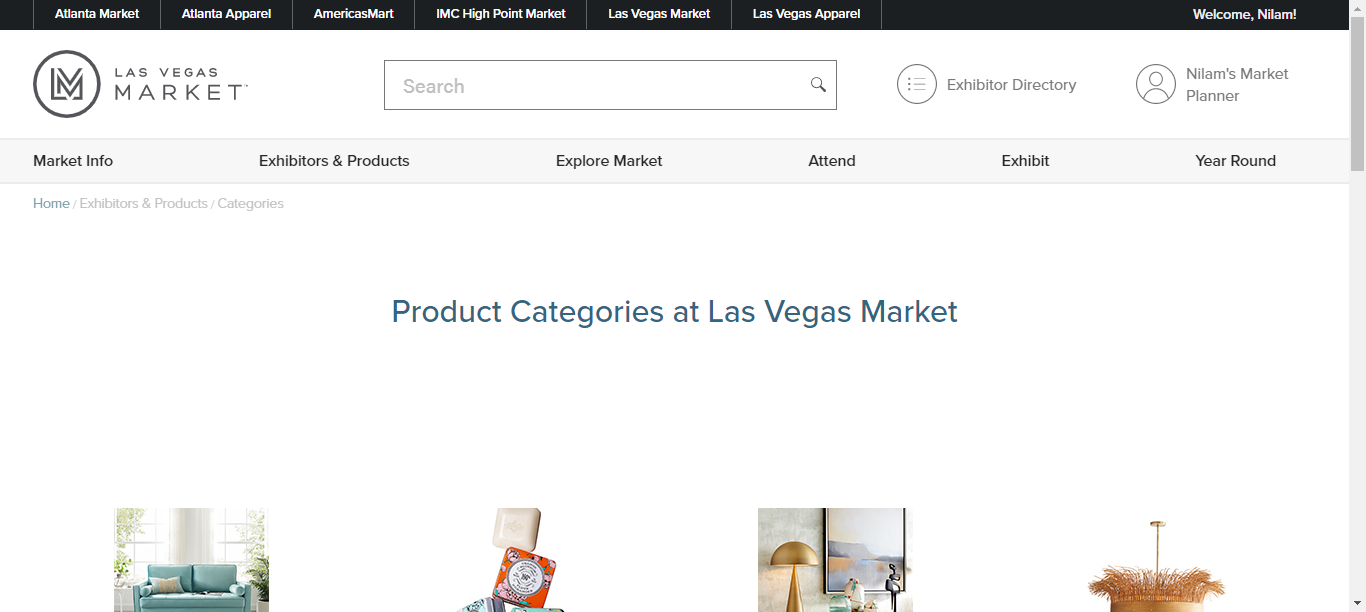 Atlanta Market
Atlanta Apparel
AmericasMart
IMC High Point Market
Las Vegas Market
Las Vegas Apparel
Welcome, Nilam!
LAS VEGAS
MARKET
Search
Exhibitor Directory
Nilam's Market
Planner
Market Info
Exhibitors & Products
Explore Market
Attend
Exhibit
Year Round
Home / Exhibitors & Products / Categories
Product Categories at Las Vegas Market